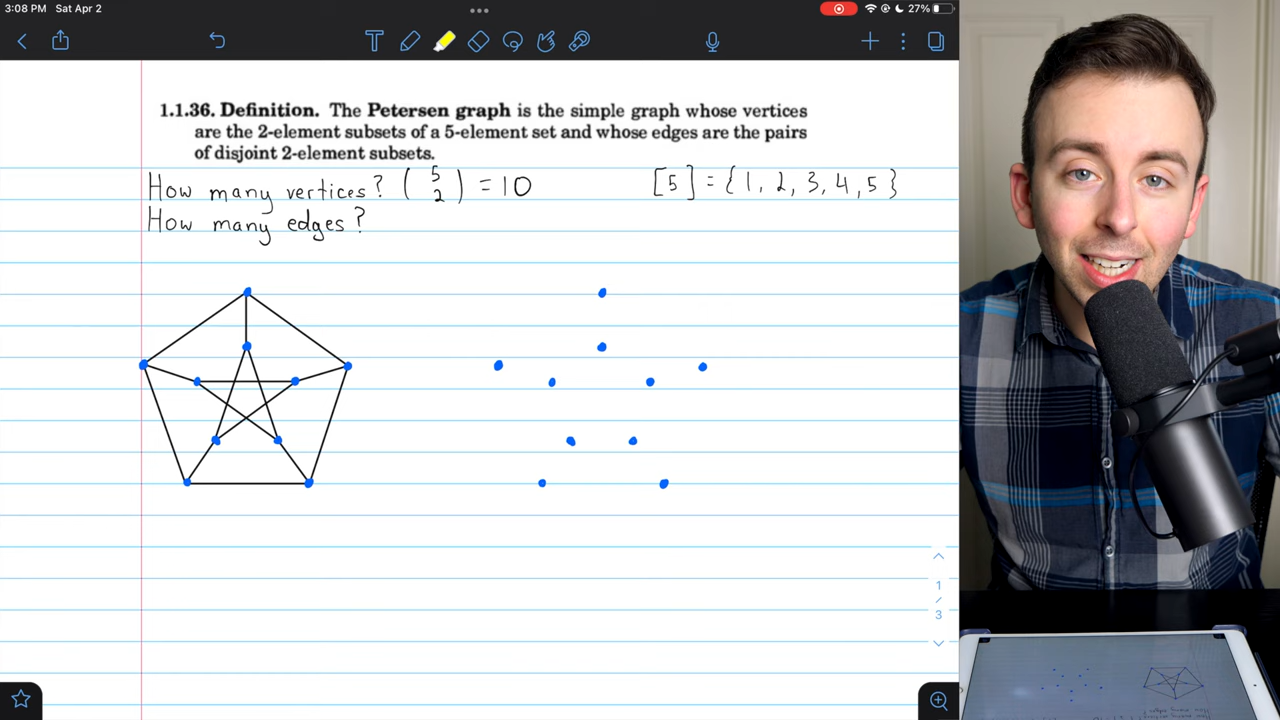 3:08 PM Sat Apr 2
27%
1.1.36. Definition. The Petersen graph is the simple graph whose vertices
are the 2-element subsets of a 5-element set and whose edges are the pairs
of disjoint 2-element subsets.
How many vertices? (5 2) = 10 [5] = {1, 2, 3, 4, 5}
How many edges?
1
/
3